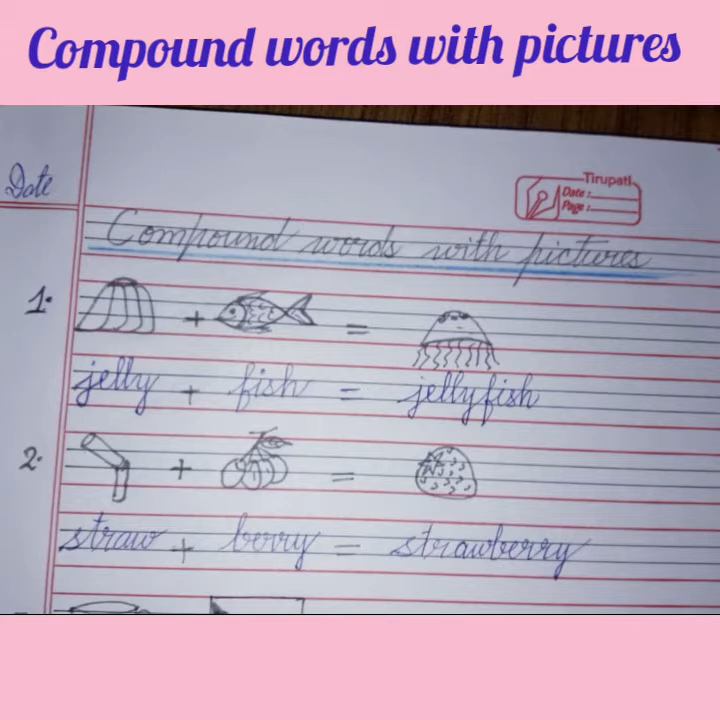 Compound words with pictures
Date
Tirupati
Date:
Page:
Compound words with pictures
1.
+ =
jelly + fish = jellyfish
2.
+ =
straw + berry = strawberry